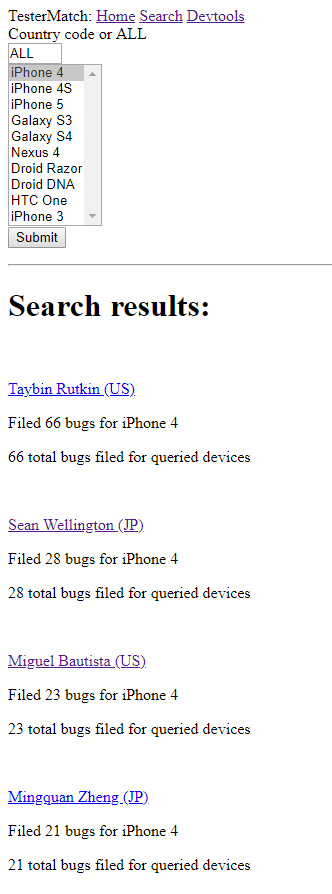 TesterMatch: Home Search Devtools
Country code or ALL
ALL
iPhone 4
iPhone 4S
iPhone 5
Galaxy S3
Galaxy S4
Nexus 4
Droid Razor
Droid DNA
HTC One
iPhone 3
Submit
Search results:
Taybin Rutkin (US)
Filed 66 bugs for iPhone 4
66 total bugs filed for queried devices
Sean Wellington (JP)
Filed 28 bugs for iPhone 4
28 total bugs filed for queried devices
Miguel Bautista (US)
Filed 23 bugs for iPhone 4
23 total bugs filed for queried devices
Mingquan Zheng (JP)
Filed 21 bugs for iPhone 4
21 total bugs filed for queried devices